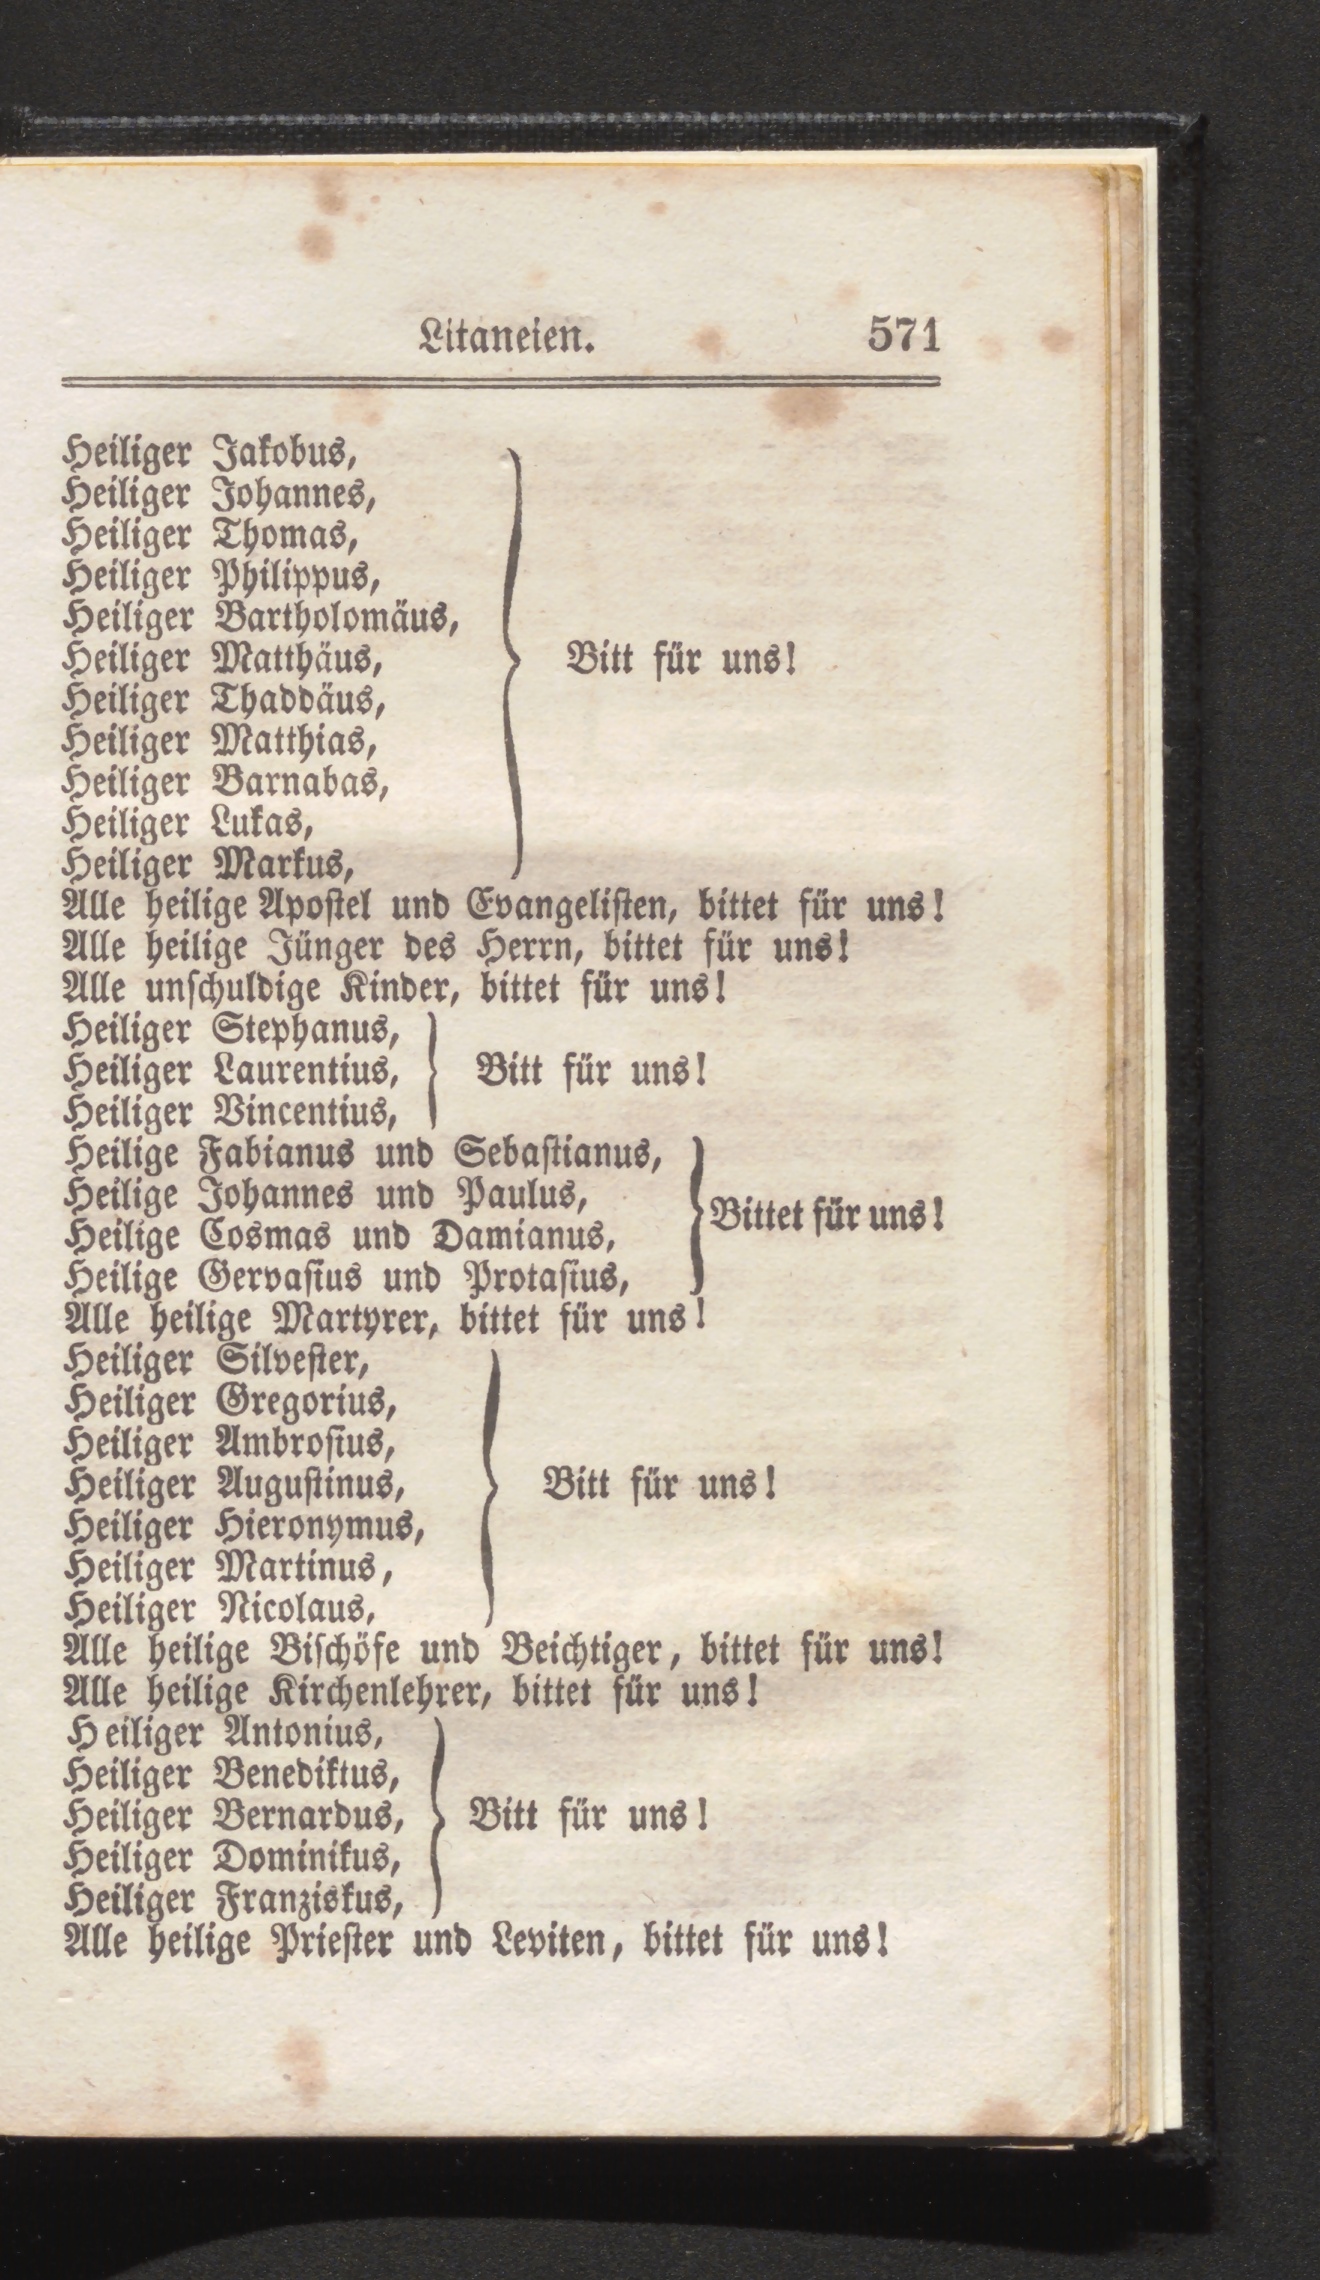 Litaneien. 571
Heiliger Jakobus,
Heiliger Johannes,
Heiliger Thomas,
Heiliger Philippus,
Heiliger Bartholomäus,
Heiliger Matthäus, Bitt für uns!
Heiliger Thaddäus,
Heiliger Matthias,
Heiliger Barnabas,
Heiliger Lukas,
Heiliger Markus,
Alle heilige Apostel und Evangelisten, bittet für uns!
Alle heilige Jünger des Herrn, bittet für uns!
Alle unschuldige Kinder, bittet für uns!
Heiliger Stephanus,
Heiliger Laurentius, Bitt für uns!
Heiliger Vincentius,
Heilige Fabianus und Sebastianus,
Heilige Johannes und Paulus,
Bittet für uns!
Heilige Cosmas und Damianus,
Heilige Gervasius und Protasius,
Alle heilige Martyrer, bittet für uns!
Heiliger Silvester,
Heiliger Gregorius,
Heiliger Ambrosius,
Heiliger Augustinus, Bitt für uns!
Heiliger Hieronymus,
Heiliger Martinus,
Heiliger Nicolaus,
Alle heilige Bischöfe und Beichtiger, bittet für uns!
Alle heilige Kirchenlehrer, bittet für uns!
Heiliger Antonius,
Heiliger Benediktus,
Heiliger Bernardus, Bitt für uns!
Heiliger Dominikus,
Heiliger Franziskus,
Alle heilige Priester und Leviten, bittet für uns!